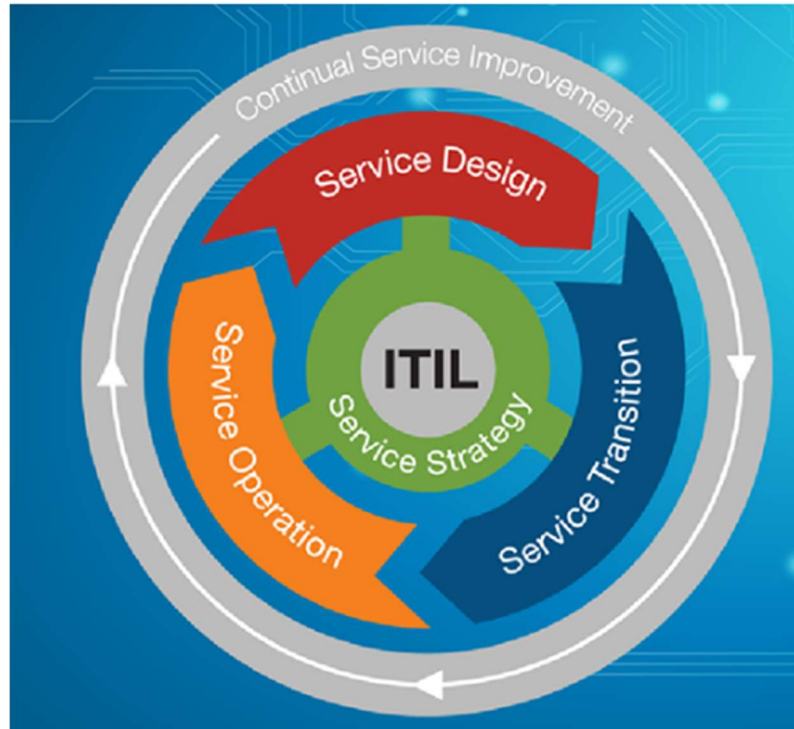 Continual Service Improvement
Service Design
Service Transition
Service Operation
ITIL
Service Strategy